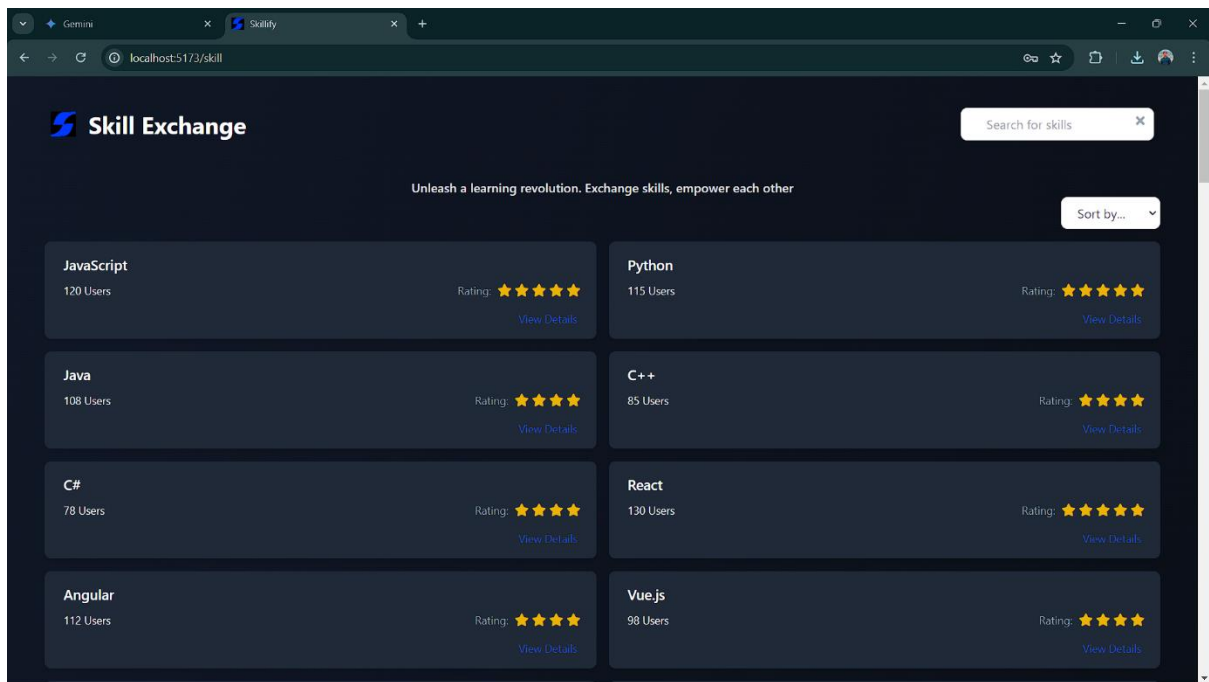 Gemini
Skillify
localhost:5173/skill
Skill Exchange
Search for skills
Unleash a learning revolution. Exchange skills, empower each other
Sort by...
JavaScript
120 Users
Rating:
View Details
Python
115 Users
Rating:
View Details
Java
108 Users
Rating:
View Details
C++
85 Users
Rating:
View Details
C#
78 Users
Rating:
View Details
React
130 Users
Rating:
View Details
Angular
112 Users
Rating:
View Details
Vue.js
98 Users
Rating:
View Details